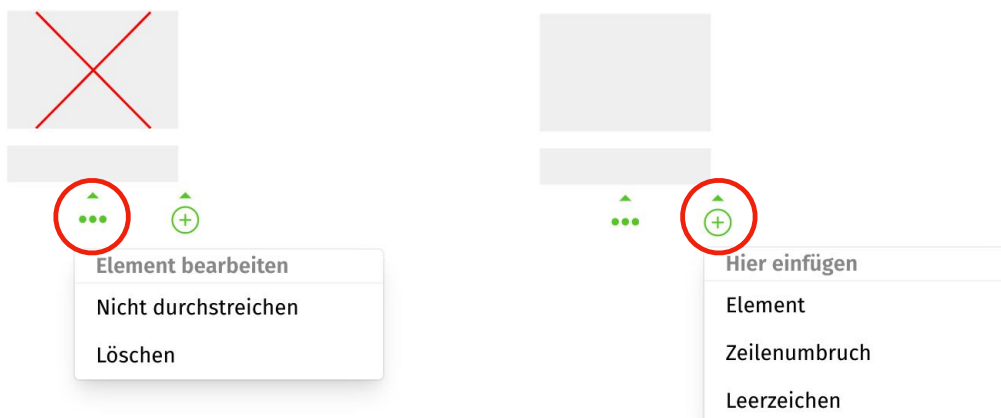 Element bearbeiten
Nicht durchstreichen
Löschen
Hier einfügen
Element
Zeilenumbruch
Leerzeichen